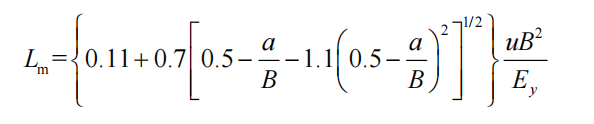 L_m = {0.11+0.7[0.5−a/B−1.1(0.5−a/B)^2]^1/2} uB^2/E_y